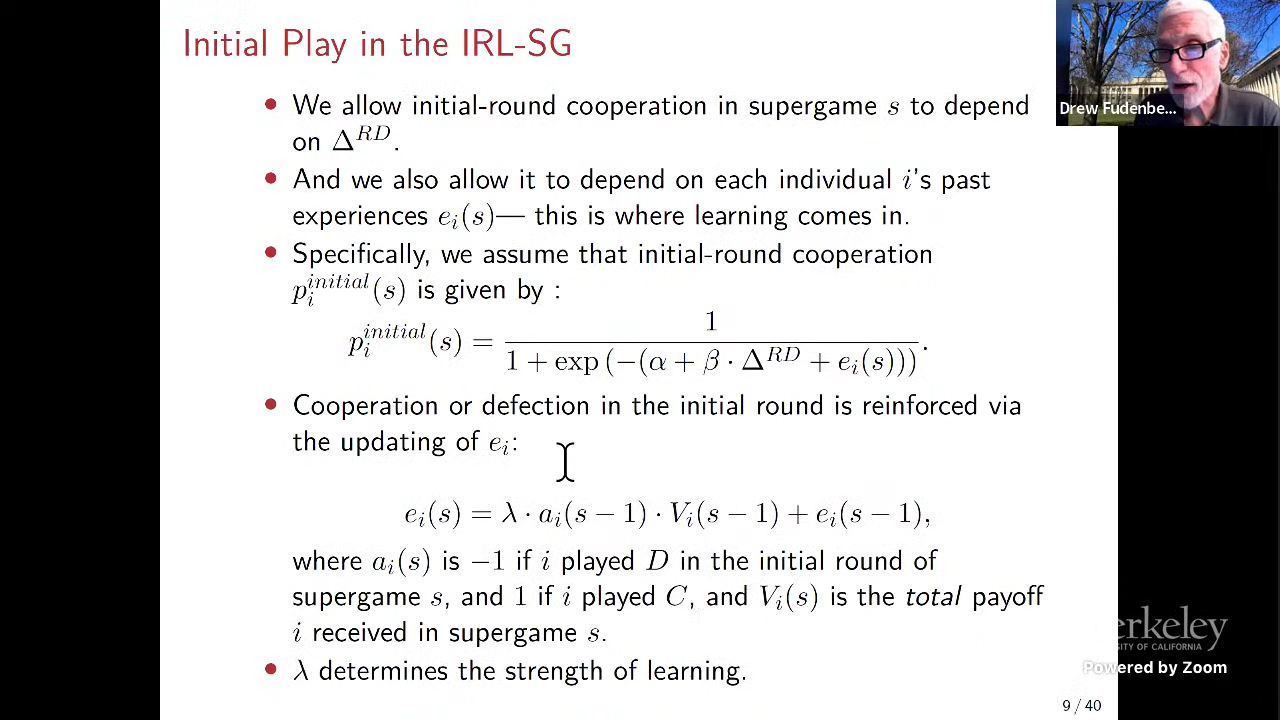 Initial Play in the IRL-SG
• We allow initial-round cooperation in supergame s to depend
on Δ^{RD}.
• And we also allow it to depend on each individual i's past
experiences e_i(s)— this is where learning comes in.
• Specifically, we assume that initial-round cooperation
p_i^{initial}(s) is given by :
p_i^{initial}(s) = 1 / (1 + exp (−(α + β · Δ^{RD} + e_i(s)))).
• Cooperation or defection in the initial round is reinforced via
the updating of e_i:
e_i(s) = λ · a_i(s − 1) · V_i(s − 1) + e_i(s − 1),
where a_i(s) is −1 if i played D in the initial round of
supergame s, and 1 if i played C, and V_i(s) is the total payoff
i received in supergame s.
• λ determines the strength of learning.
9 / 40
Drew Fudenbe...
erkeley
SITY OF CALIFORNIA
Powered by Zoom